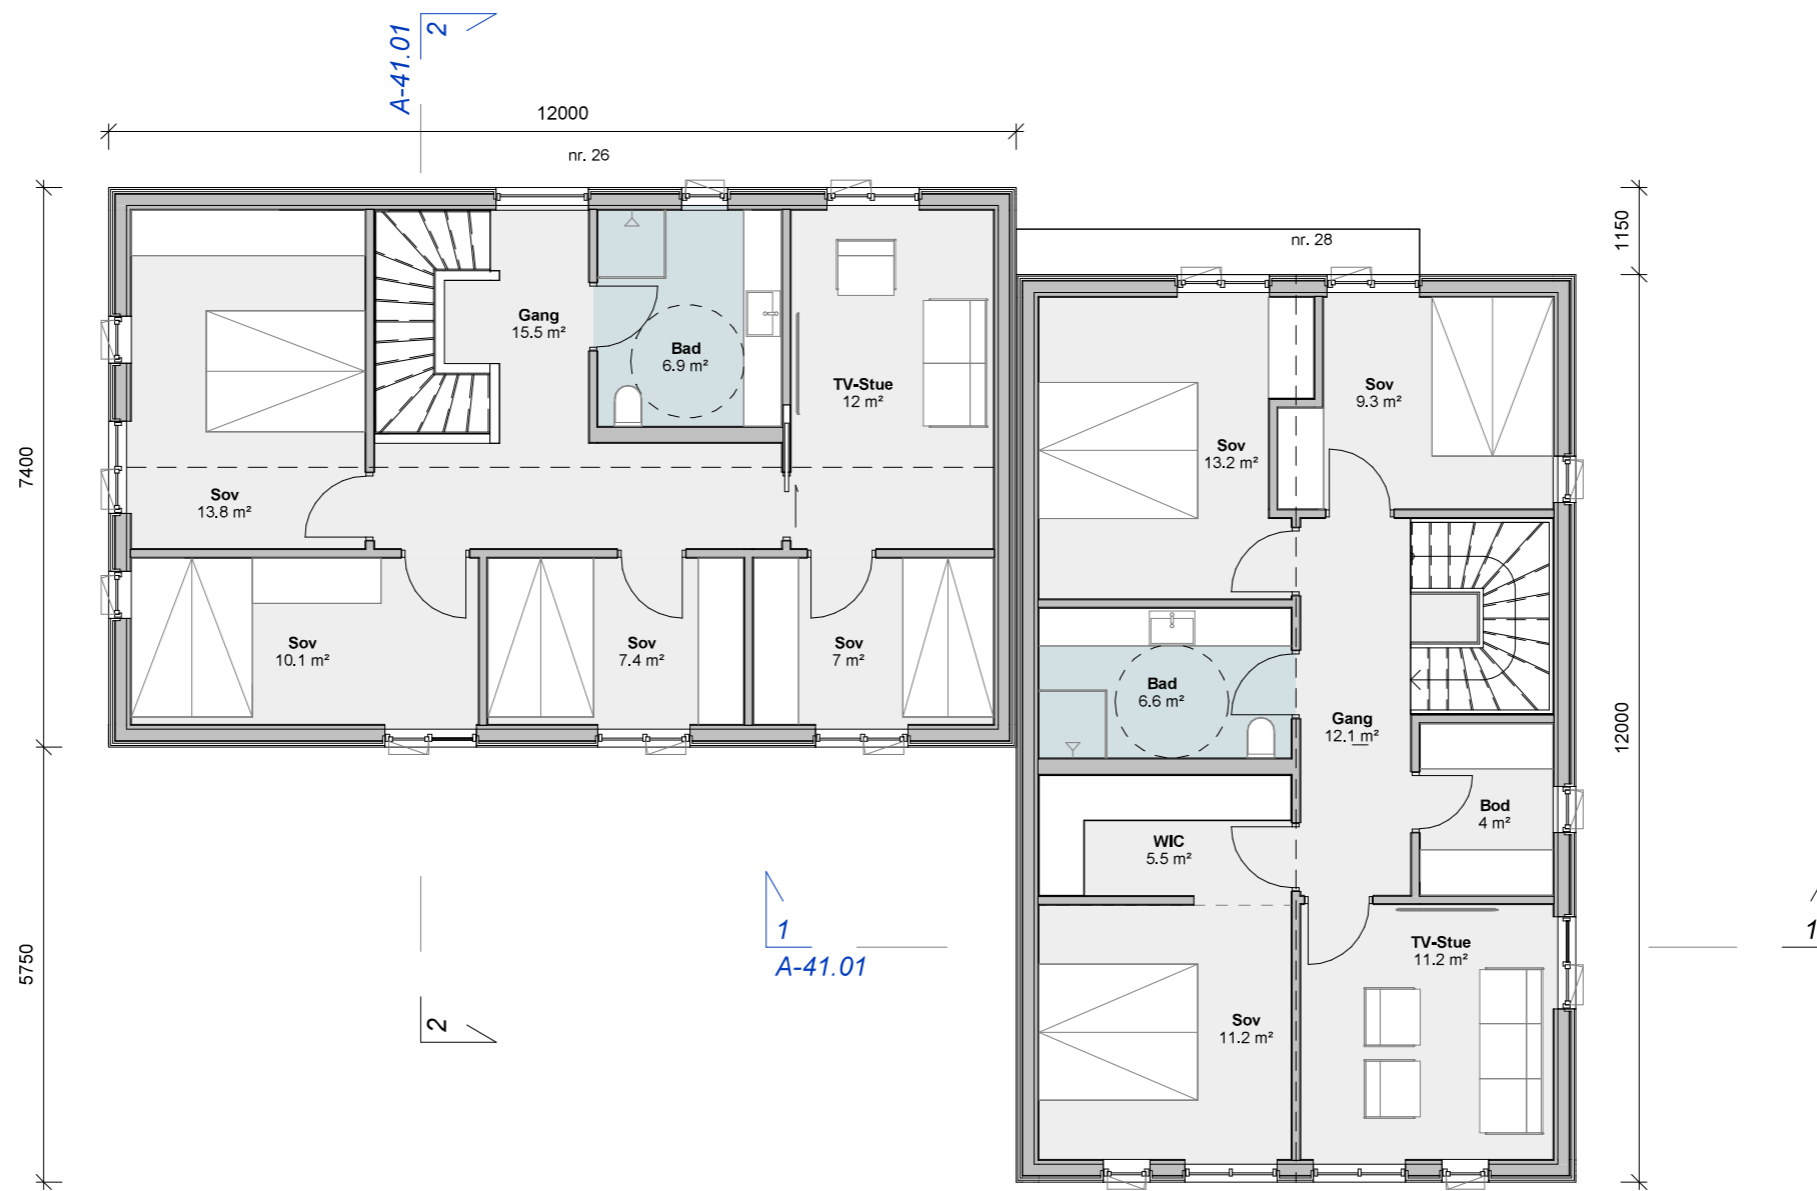 A-41.01
2
12000
nr. 26
7400
5750
1150
12000
nr. 28
Gang
15.5 m²
Bad
6.9 m²
TV-Stue
12 m²
Sov
13.8 m²
Sov
10.1 m²
Sov
7.4 m²
Sov
7 m²
Sov
13.2 m²
Sov
9.3 m²
Bad
6.6 m²
Gang
12.1 m²
Bod
4 m²
WIC
5.5 m²
TV-Stue
11.2 m²
Sov
11.2 m²
1
A-41.01
2
1